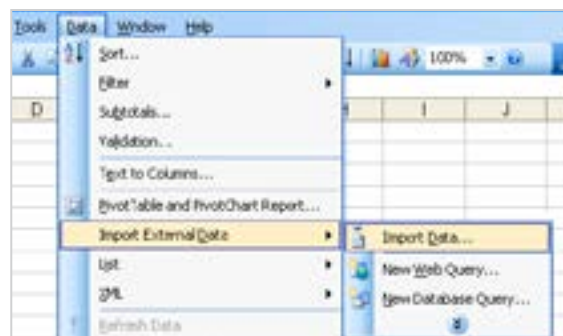 Tools Data Window Help
Sort... 100%
Filter
D Subtotals... H I J
Validation...
Text to Columns...
PivotTable and PivotChart Report...
Import External Data Import Data...
List New Web Query...
XML New Database Query...
Refresh Data